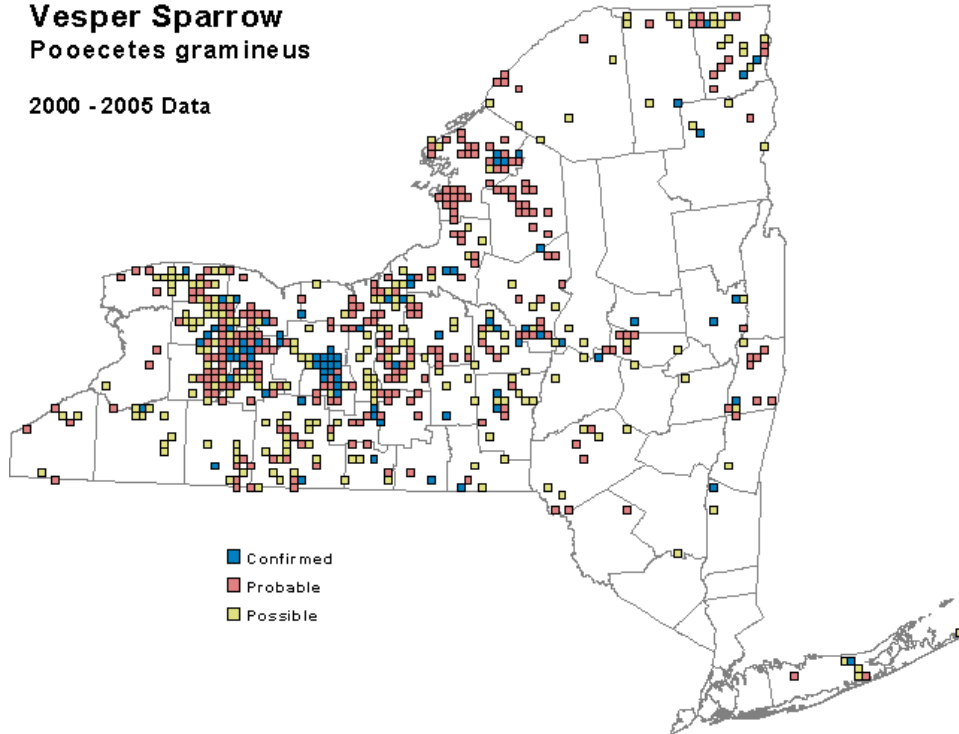 Vesper Sparrow
Pooecetes gramineus
2000 - 2005 Data
Confirmed
Probable
Possible